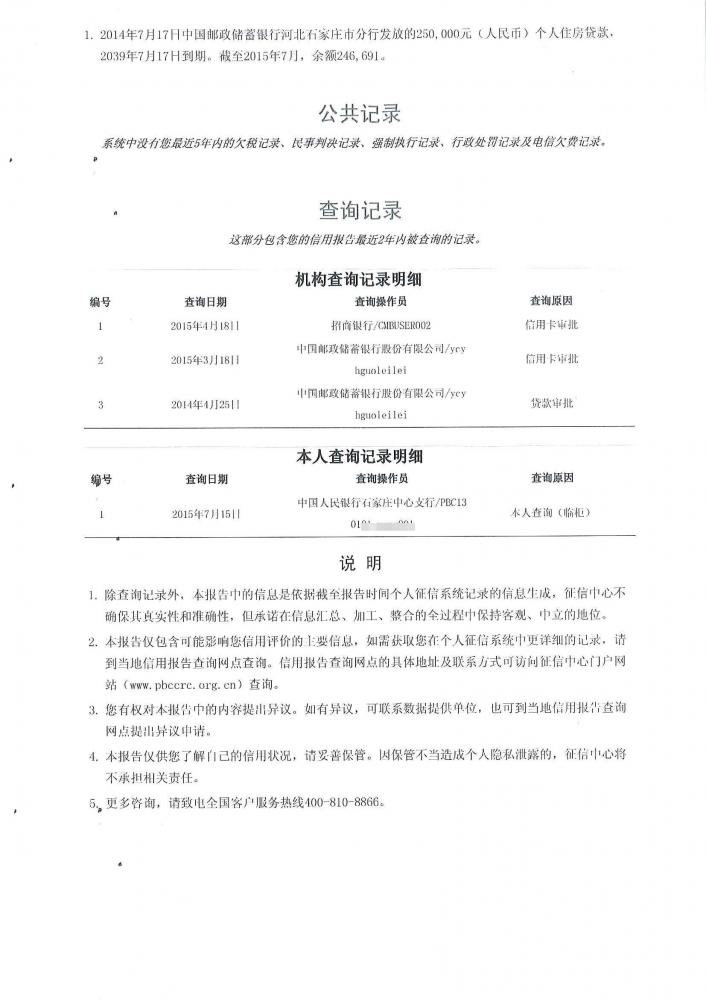 1. 2014年7月17日中国邮政储蓄银行河北石家庄市分行发放的250,000元（人民币）个人住房贷款，
2039年7月17日到期。截至2015年7月，余额246,691。
公共记录
系统中没有您最近5年内的欠税记录、民事判决记录、强制执行记录、行政处罚记录及电信欠费记录。
查询记录
这部分包含您的信用报告最近2年内被查询的记录。
机构查询记录明细
编号 查询日期 查询操作员 查询原因
1 2015年4月18日 招商银行/CMBUSER002 信用卡审批
2 2015年3月18日 中国邮政储蓄银行股份有限公司/ycy 信用卡审批
hguoleilei
3 2014年4月25日 中国邮政储蓄银行股份有限公司/ycy 贷款审批
hguoleilei
本人查询记录明细
编号 查询日期 查询操作员 查询原因
1 2015年7月15日 中国人民银行石家庄中心支行/PBC13 本人查询（临柜）
说 明
1. 除查询记录外，本报告中的信息是依据截至报告时间个人征信系统记录的信息生成，征信中心不
确保其真实性和准确性，但承诺在信息汇总、加工、整合的全过程中保持客观、中立的地位。
2. 本报告仅包含可能影响您信用评价的主要信息，如需获取您在个人征信系统中更详细的记录，请
到当地信用报告查询网点查询。信用报告查询网点的具体地址及联系方式可访问征信中心门户网
站（www.pbccrc.org.cn）查询。
3. 您有权对本报告中的内容提出异议。如有异议，可联系数据提供单位，也可到当地信用报告查询
网点提出异议申请。
4. 本报告仅供您了解自己的信用状况，请妥善保管。因保管不当造成个人隐私泄露的，征信中心将
不承担相关责任。
5. 更多咨询，请致电全国客户服务热线400-810-8866。